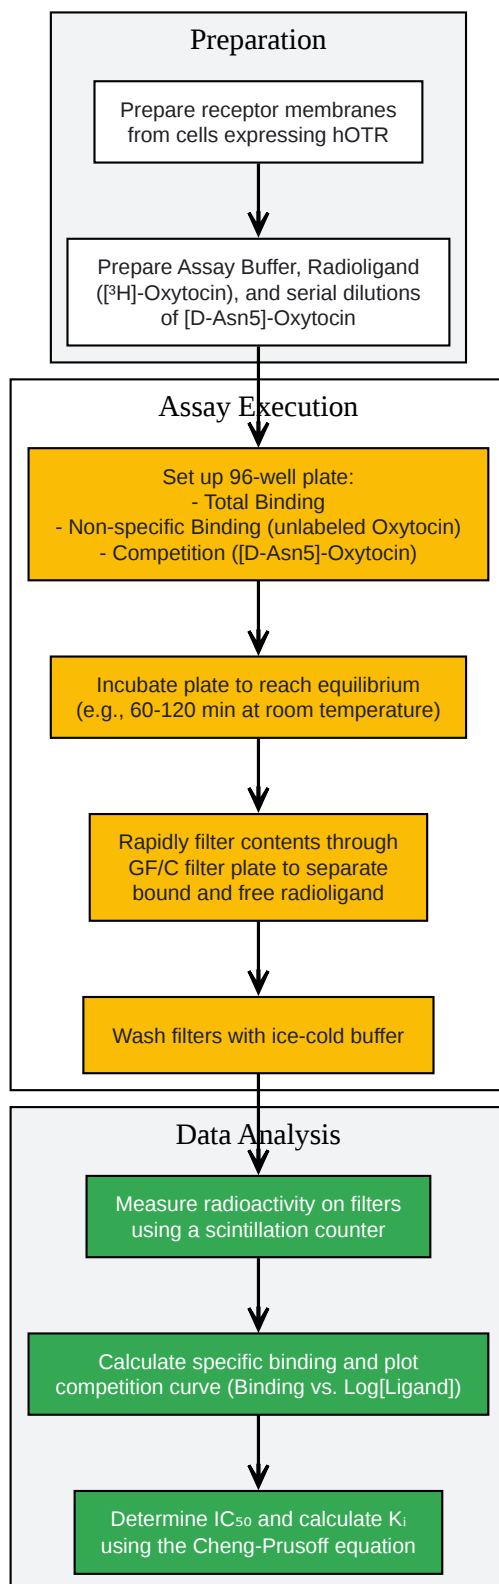 Preparation
Prepare receptor membranes
from cells expressing hOTR
Prepare Assay Buffer, Radioligand
([³H]-Oxytocin), and serial dilutions
of [D-Asn5]-Oxytocin
Assay Execution
Set up 96-well plate:
- Total Binding
- Non-specific Binding (unlabeled Oxytocin)
- Competition ([D-Asn5]-Oxytocin)
Incubate plate to reach equilibrium
(e.g., 60-120 min at room temperature)
Rapidly filter contents through
GF/C filter plate to separate
bound and free radioligand
Wash filters with ice-cold buffer
Data Analysis
Measure radioactivity on filters
using a scintillation counter
Calculate specific binding and plot
competition curve (Binding vs. Log[Ligand])
Determine IC₅₀ and calculate Kᵢ
using the Cheng-Prusoff equation